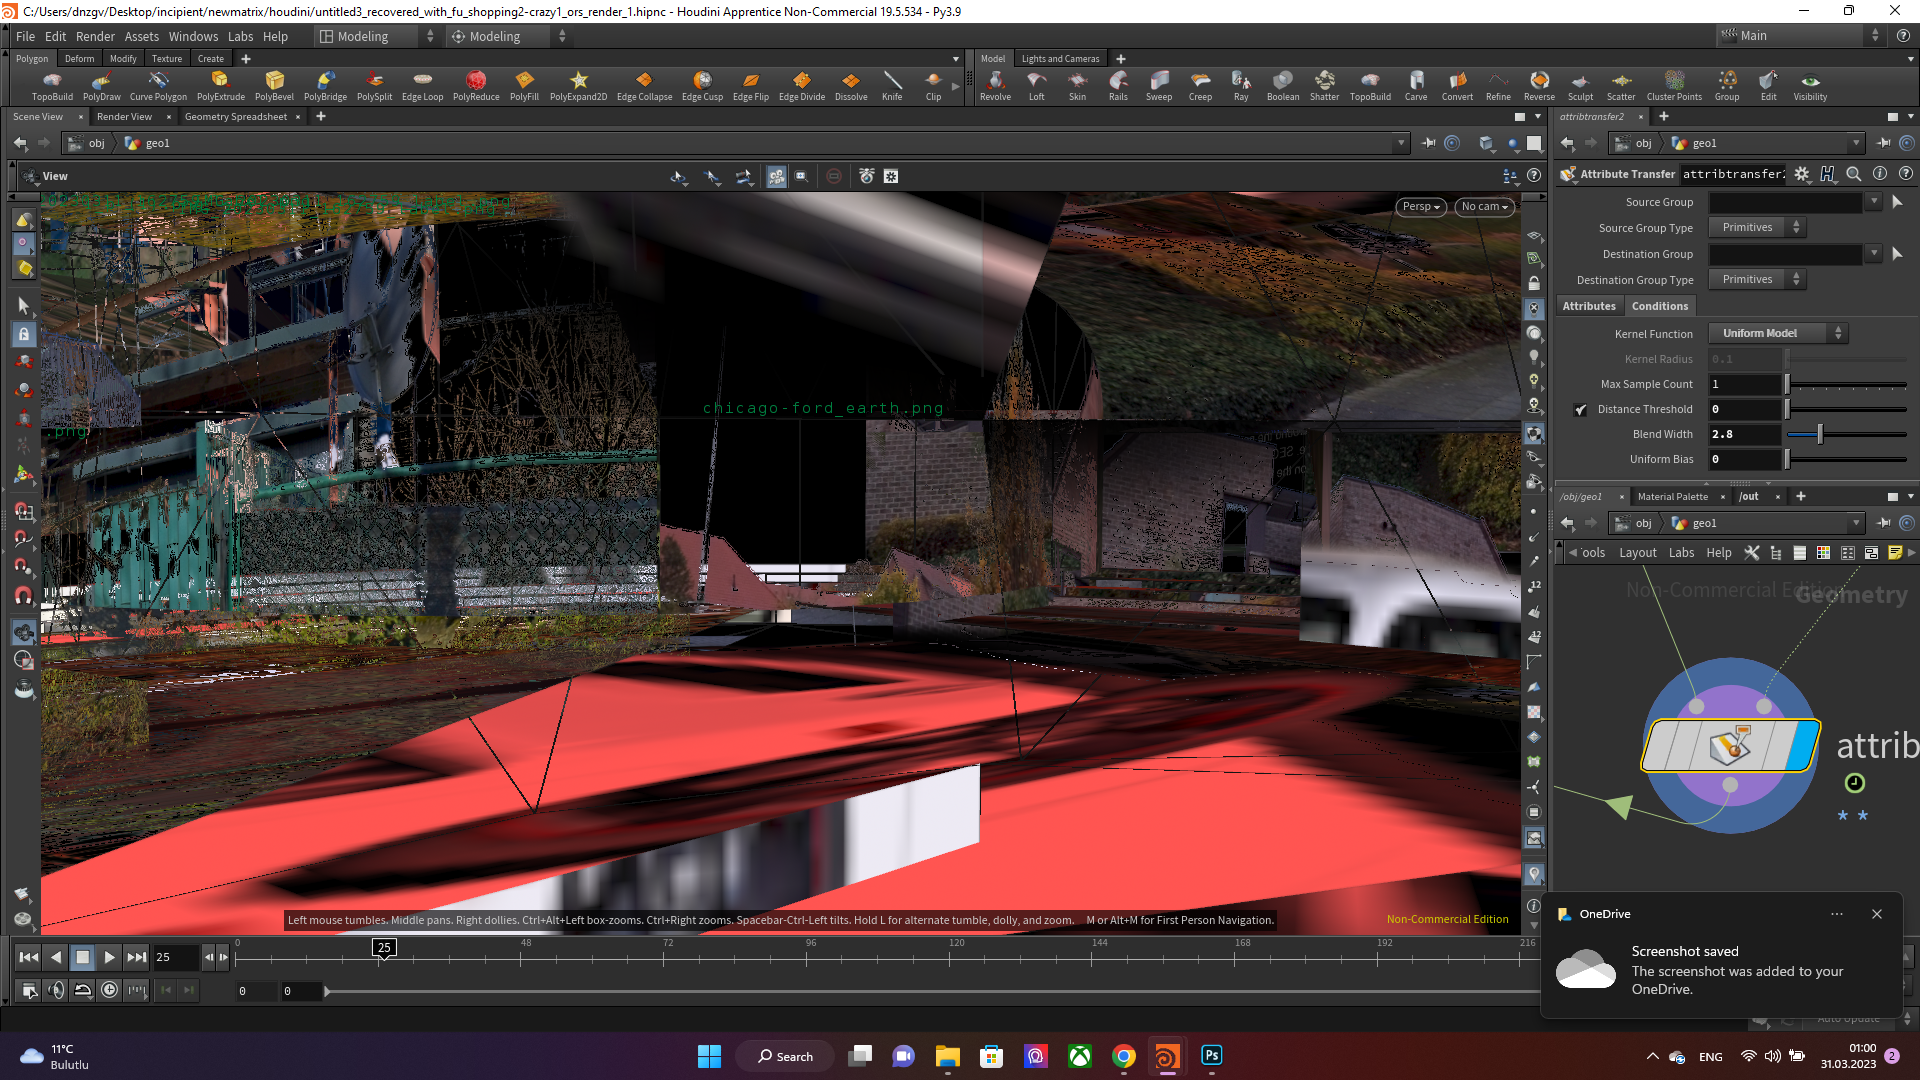 C:/Users/dnzgv/Desktop/incipient/newmatrix/houdini/untitled3_recovered_with_fu_shopping2-crazy1_ors_render_1.hipnc - Houdini Apprentice Non-Commercial 19.5.534 - Py3.9
File Edit Render Assets Windows Labs Help Modeling Modeling Main
Polygon Deform Modify Texture Create
Model Lights and Cameras
TopoBuild PolyDraw Curve Polygon PolyExtrude PolyBevel PolyBridge PolySplit Edge Loop PolyReduce PolyFill PolyExpand2D Edge Collapse Edge Cusp Edge Flip Edge Divide Dissolve Knife Clip
Revolve Loft Skin Rails Sweep Creep Ray Boolean Shatter TopoBuild Carve Convert Refine Reverse Sculpt Scatter Cluster Points Group Edit Visibility
Scene View Render View Geometry Spreadsheet
attribtransfer2
obj geo1
obj geo1
View
Attribute Transfer attribtransfer2
Persp No cam
Source Group
Source Group Type Primitives
Destination Group
Destination Group Type Primitives
Attributes Conditions
Kernel Function Uniform Model
Kernel Radius 0.1
Max Sample Count 1
Distance Threshold 0
Blend Width 2.8
Uniform Bias 0
chicago-ford_earth.png
.png
/obj/geo1 Material Palette /out
obj geo1
ools Layout Labs Help
Non-Commercial Edition
Geometry
attrib
Left mouse tumbles. Middle pans. Right dollies. Ctrl+Alt+Left box-zooms. Ctrl+Right zooms. Spacebar-Ctrl-Left tilts. Hold L for alternate tumble, dolly, and zoom. M or Alt+M for First Person Navigation.
Non-Commercial Edition
OneDrive
Screenshot saved
The screenshot was added to your
OneDrive.
25
0 25 48 72 96 120 144 168 192 216
0 0
Auto Update
11°C
Bulutlu
Search
Ps
ENG
01:00
31.03.2023
2